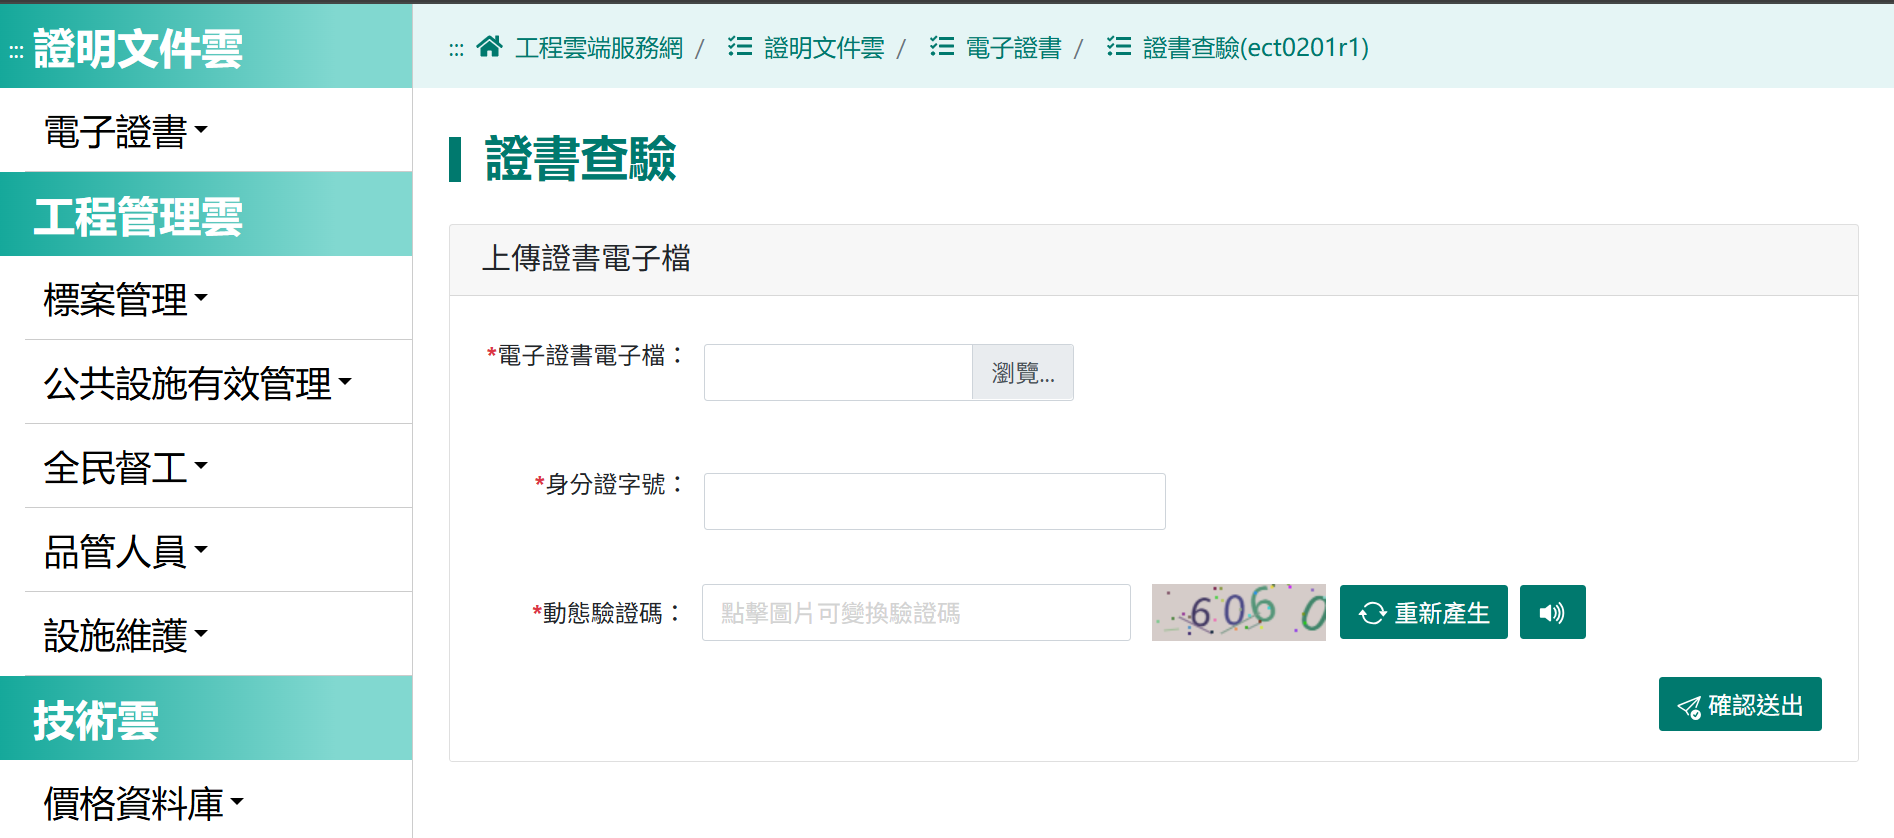 ::: 證明文件雲
電子證書
工程管理雲
標案管理
公共設施有效管理
全民督工
品管人員
設施維護
技術雲
價格資料庫
::: 工程雲端服務網 / 證明文件雲 / 電子證書 / 證書查驗(ect0201r1)
證書查驗
上傳證書電子檔
*電子證書電子檔：
瀏覽...
*身分證字號：
*動態驗證碼：
點擊圖片可變換驗證碼
6060
重新產生
確認送出